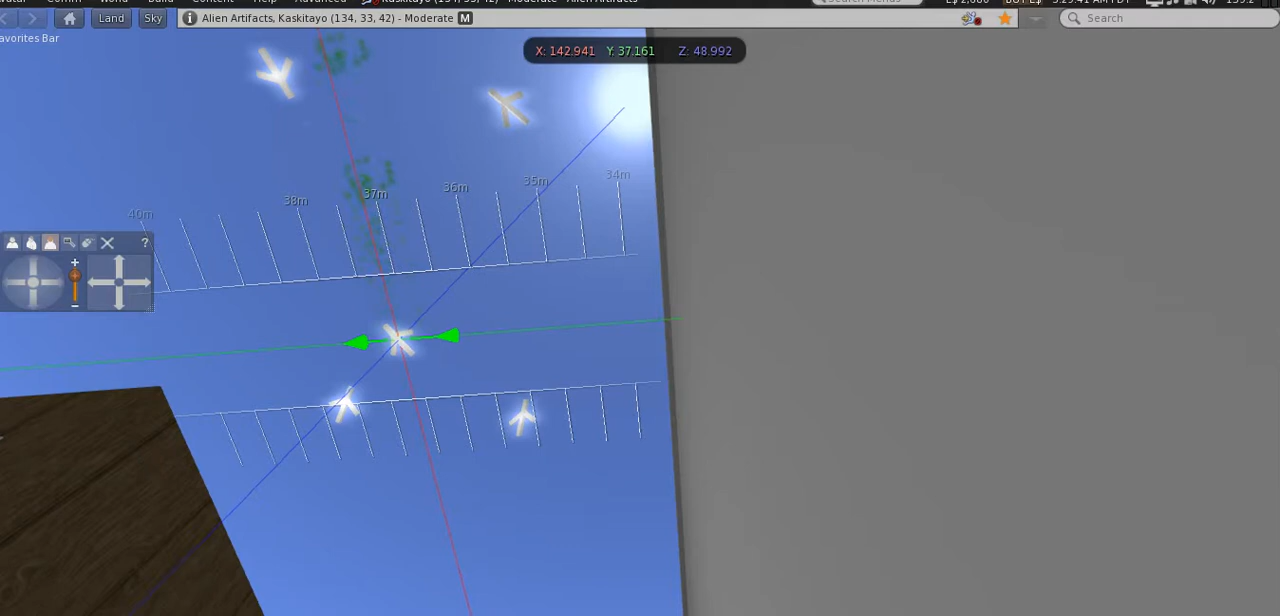 Land Sky Alien Artifacts, Kaskitayo (134, 33, 42) - Moderate M Search
avorites Bar
X: 142.941 Y: 37.161 Z: 48.992
34m
35m
36m
37m
38m
40m
+ ?
−